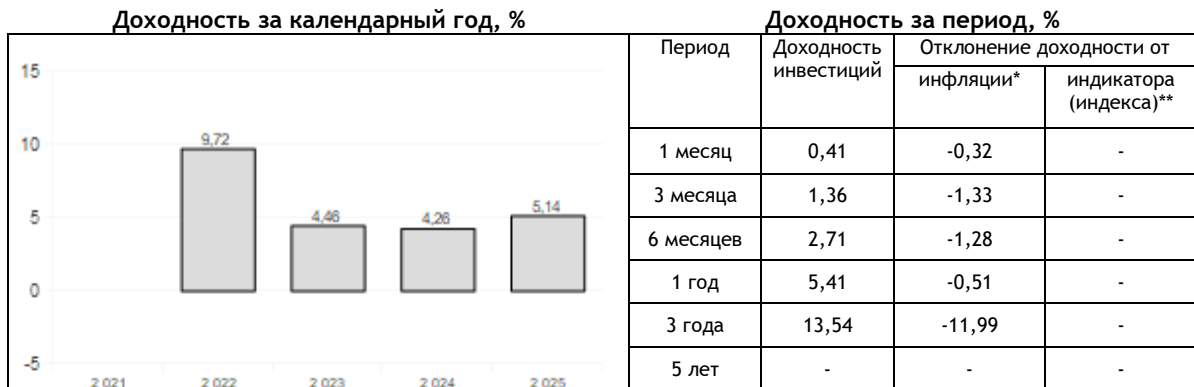 Доходность за календарный год, %
15
10
5
0
-5
9,72
4,46
4,26
5,14
2 021
2 022
2 023
2 024
2 025
Доходность за период, %
Период
Доходность
инвестиций
Отклонение доходности от
инфляции*
индикатора
(индекса)**
1 месяц
0,41
-0,32
-
3 месяца
1,36
-1,33
-
6 месяцев
2,71
-1,28
-
1 год
5,41
-0,51
-
3 года
13,54
-11,99
-
5 лет
-
-
-